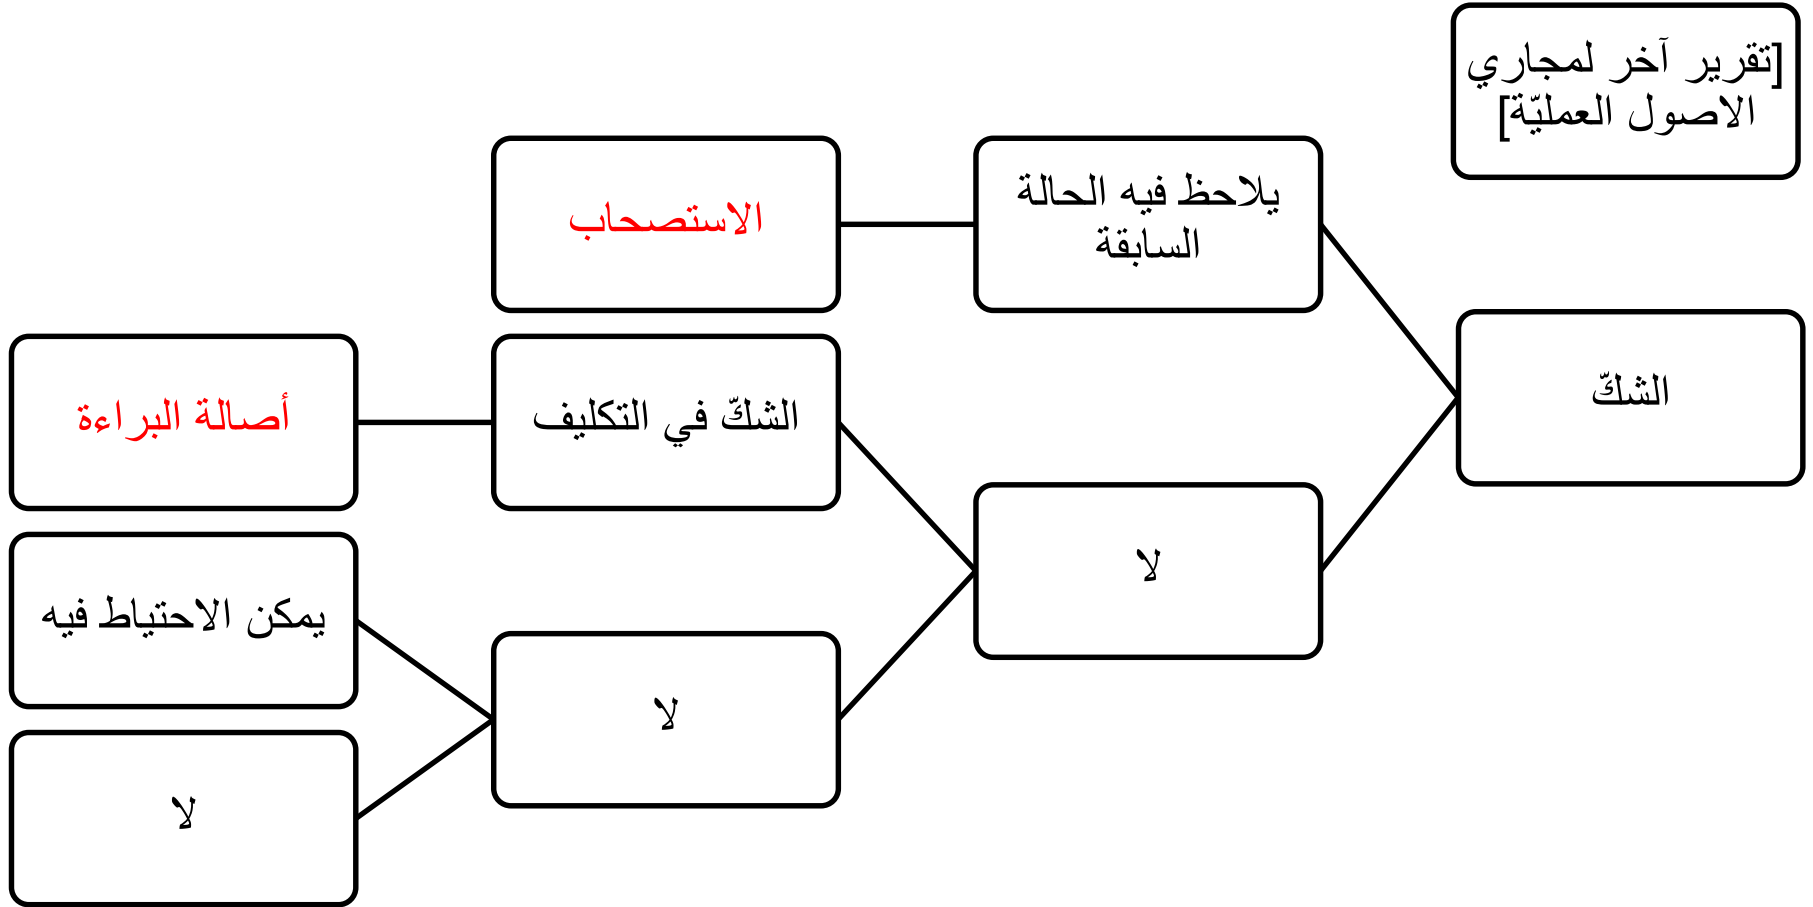 [تقرير آخر لمجاري
الاصول العمليّة]
الشكّ
يلاحظ فيه الحالة
السابقة
الاستصحاب
لا
الشكّ في التكليف
أصالة البراءة
لا
يمكن الاحتياط فيه
لا